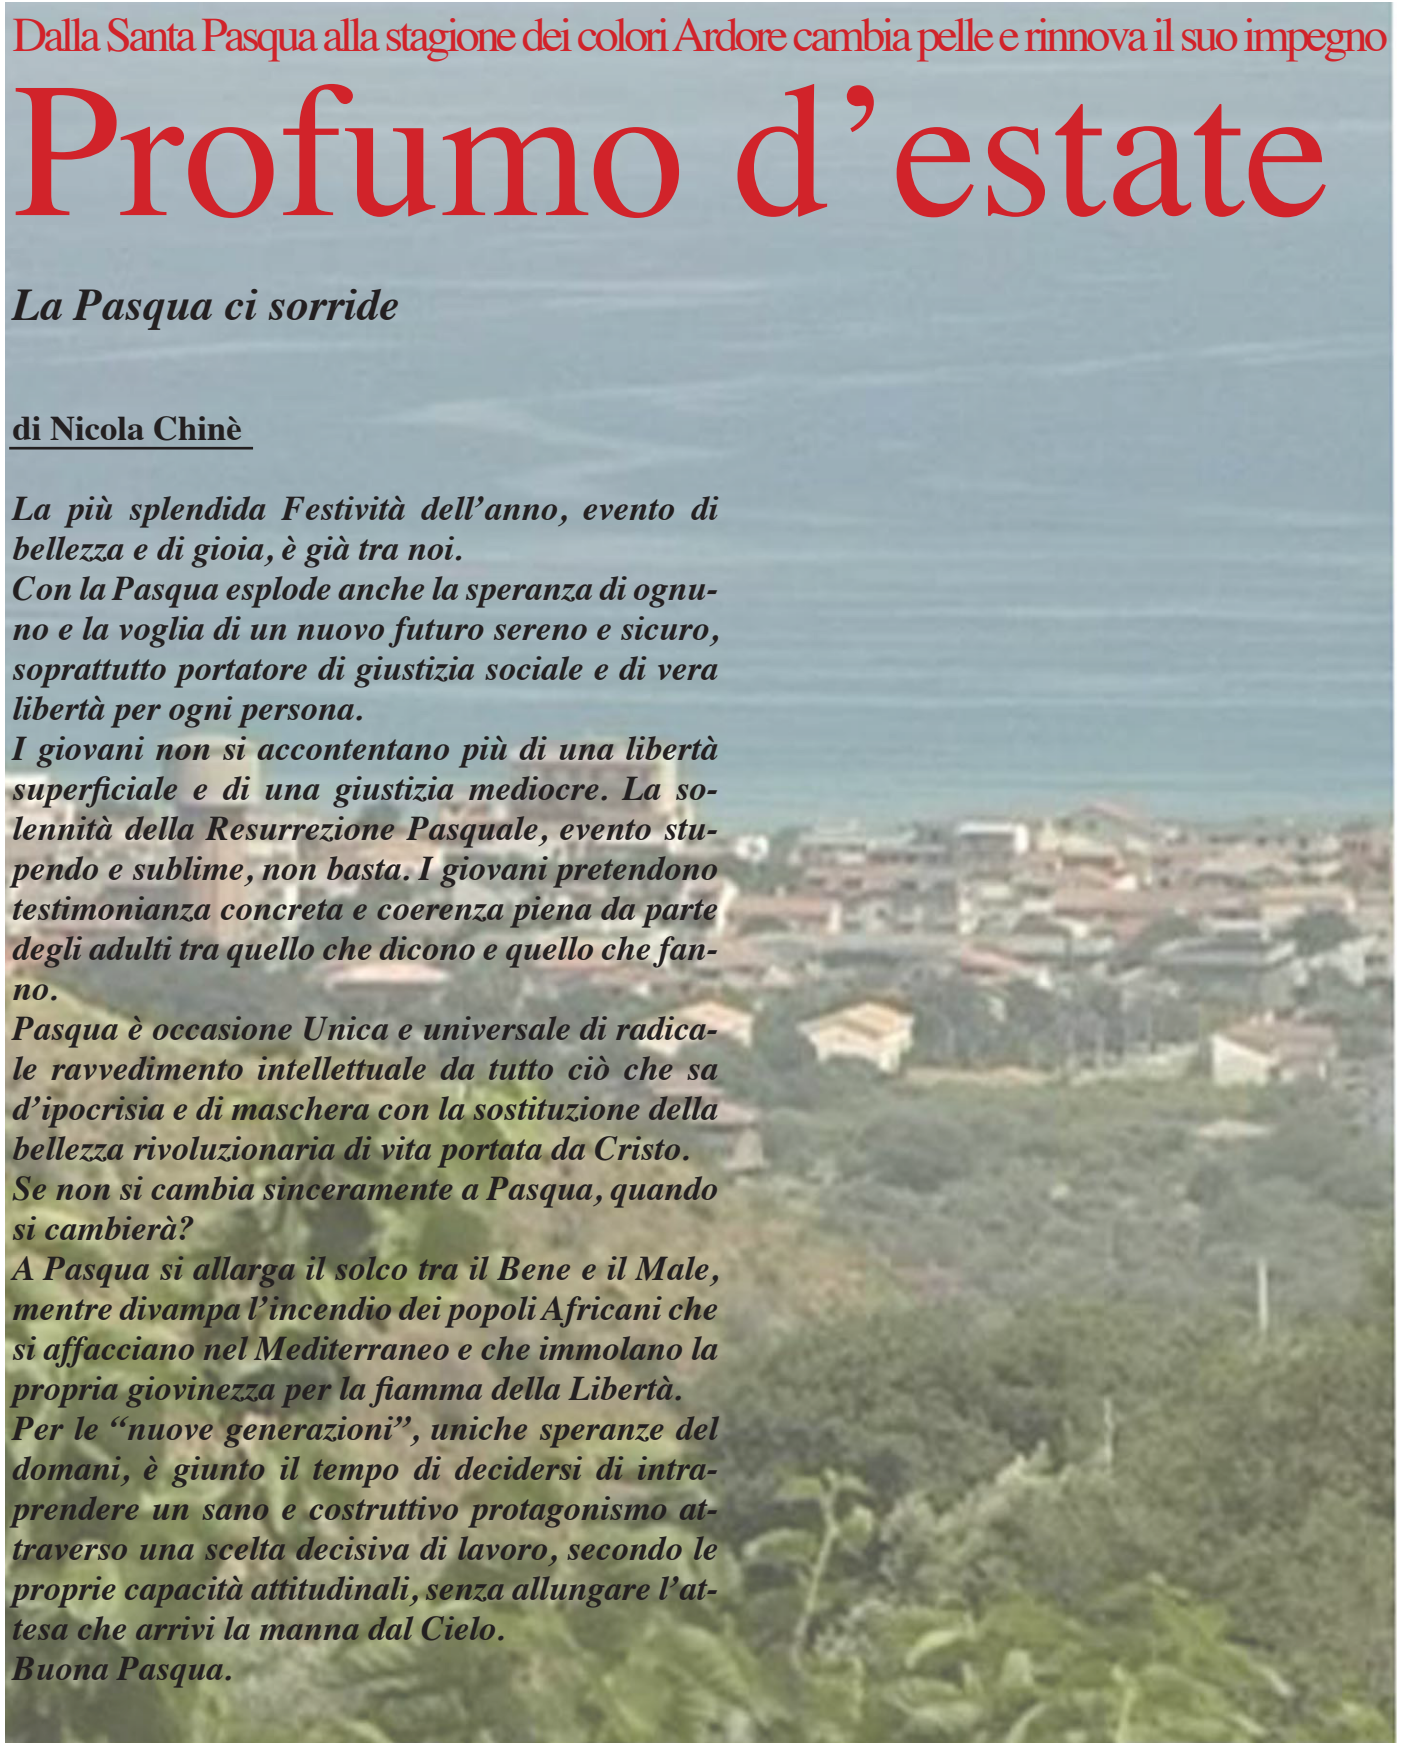 Dalla Santa Pasqua alla stagione dei colori Ardore cambia pelle e rinnova il suo impegno
Profumo d’estate
La Pasqua ci sorride
di Nicola Chinè
La più splendida Festività dell’anno, evento di
bellezza e di gioia, è già tra noi.
Con la Pasqua esplode anche la speranza di ognu-
no e la voglia di un nuovo futuro sereno e sicuro,
soprattutto portatore di giustizia sociale e di vera
libertà per ogni persona.
I giovani non si accontentano più di una libertà
superficiale e di una giustizia mediocre. La so-
lennità della Resurrezione Pasquale, evento stu-
pendo e sublime, non basta. I giovani pretendono
testimonianza concreta e coerenza piena da parte
degli adulti tra quello che dicono e quello che fan-
no.
Pasqua è occasione Unica e universale di radica-
le ravvedimento intellettuale da tutto ciò che sa
d’ipocrisia e di maschera con la sostituzione della
bellezza rivoluzionaria di vita portata da Cristo.
Se non si cambia sinceramente a Pasqua, quando
si cambierà?
A Pasqua si allarga il solco tra il Bene e il Male,
mentre divampa l’incendio dei popoli Africani che
si affacciano nel Mediterraneo e che immolano la
propria giovinezza per la fiamma della Libertà.
Per le “nuove generazioni”, uniche speranze del
domani, è giunto il tempo di decidersi di intra-
prendere un sano e costruttivo protagonismo at-
traverso una scelta decisiva di lavoro, secondo le
proprie capacità attitudinali, senza allungare l’at-
tesa che arrivi la manna dal Cielo.
Buona Pasqua.